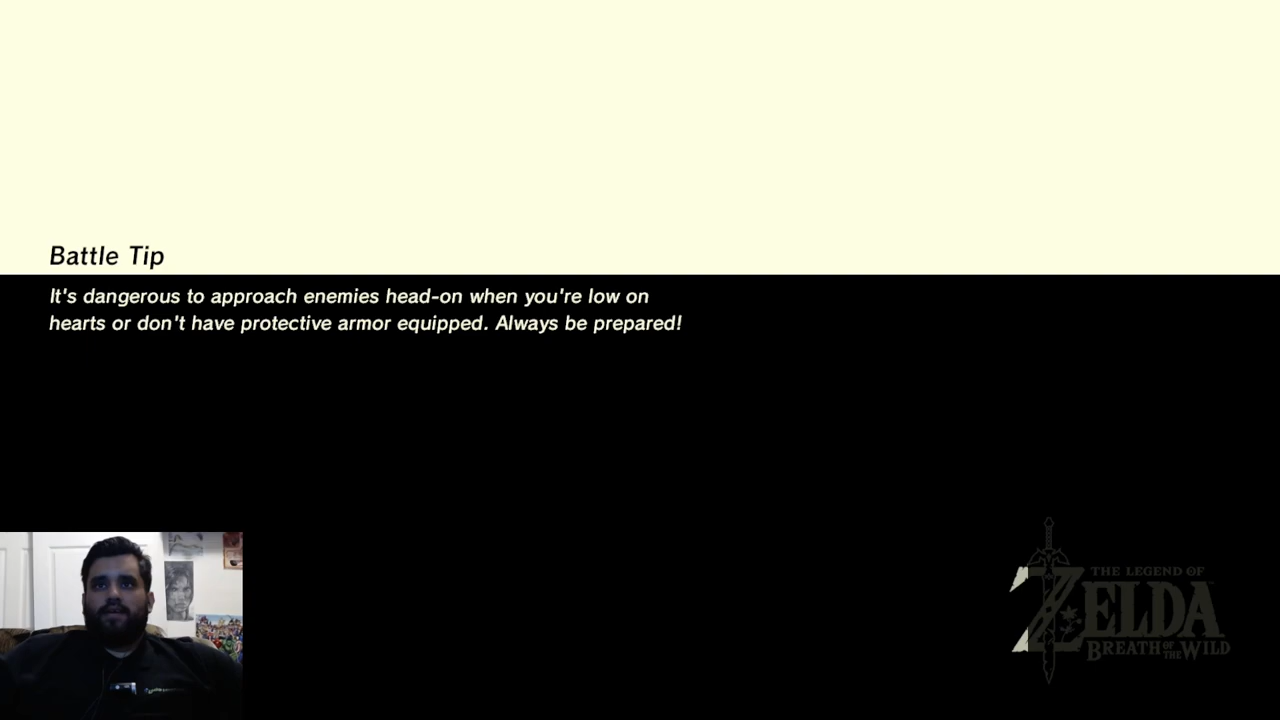 Battle Tip
It's dangerous to approach enemies head-on when you're low on
hearts or don't have protective armor equipped. Always be prepared!
THE LEGEND OF
ZELDA
BREATH OF THE WILD